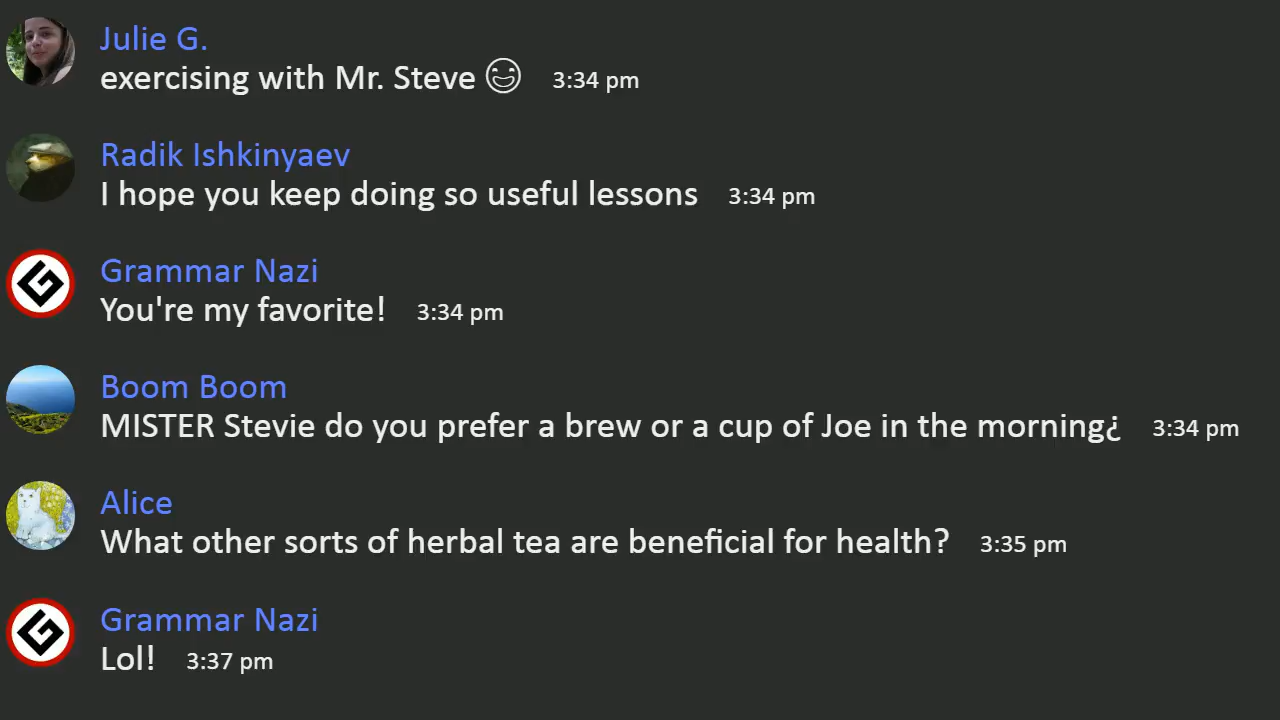 Julie G.
exercising with Mr. Steve 😄 3:34 pm
Radik Ishkinyaev
I hope you keep doing so useful lessons 3:34 pm
Grammar Nazi
You're my favorite! 3:34 pm
Boom Boom
MISTER Stevie do you prefer a brew or a cup of Joe in the morning¿ 3:34 pm
Alice
What other sorts of herbal tea are beneficial for health? 3:35 pm
Grammar Nazi
Lol! 3:37 pm